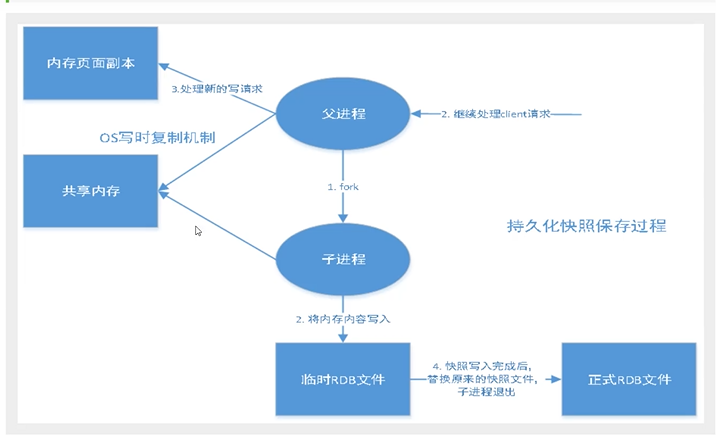 内存页面副本
3.处理新的写请求
父进程
2. 继续处理client请求
OS写时复制机制
共享内存
1. fork
持久化快照保存过程
子进程
2. 将内存内容写入
临时RDB文件
4. 快照写入完成后,
替换原来的快照文件,
子进程退出
正式RDB文件